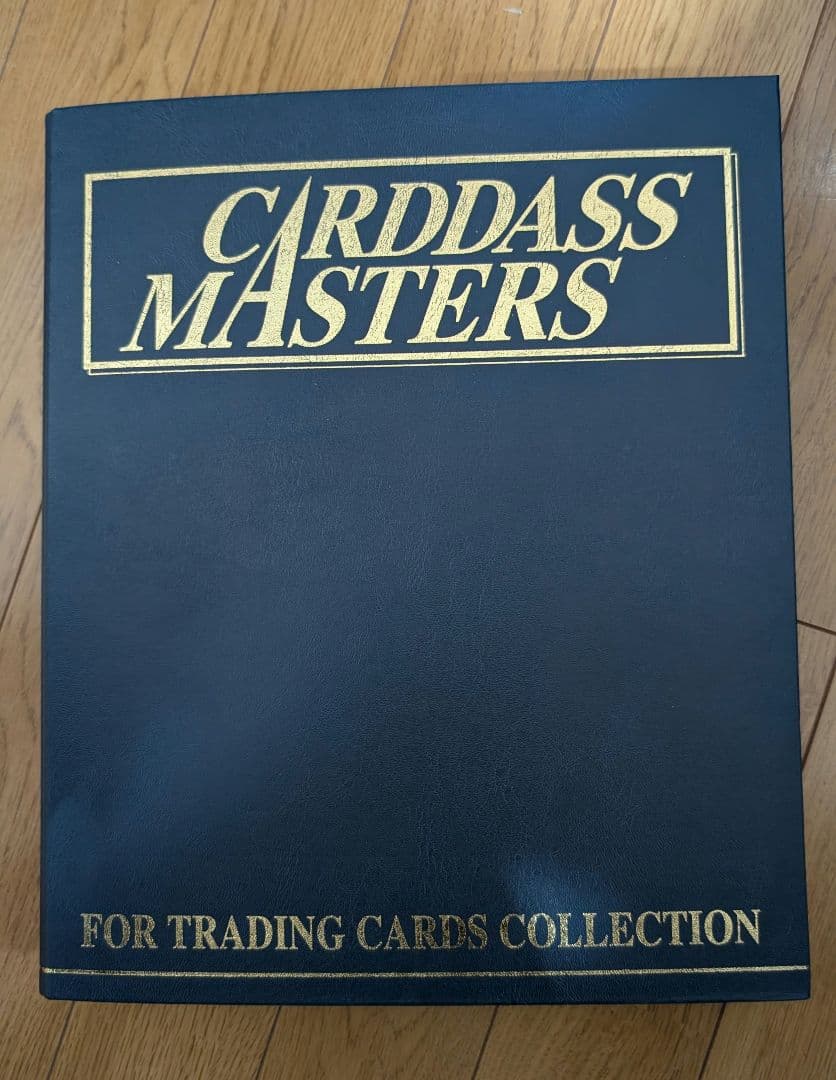 CARDDASS
MASTERS
FOR TRADING CARDS COLLECTION